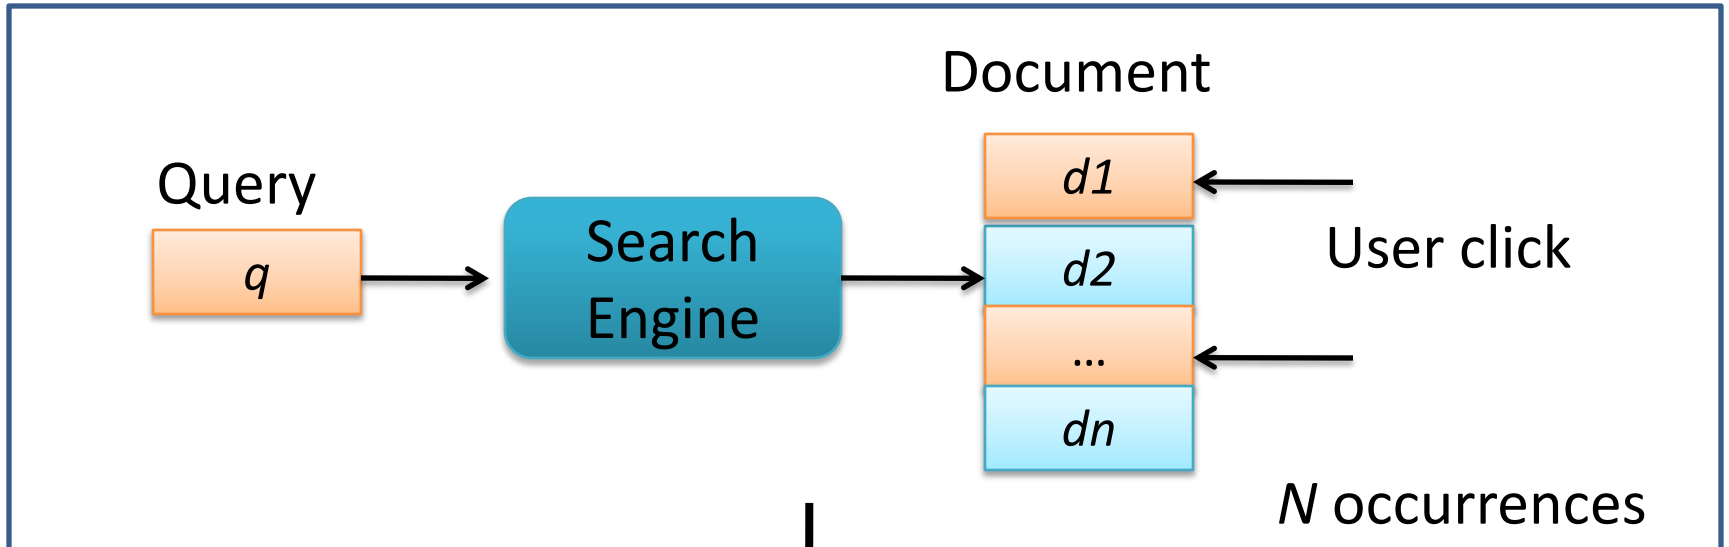 Document
Query
q
Search
Engine
d1
d2
...
dn
User click
N occurrences